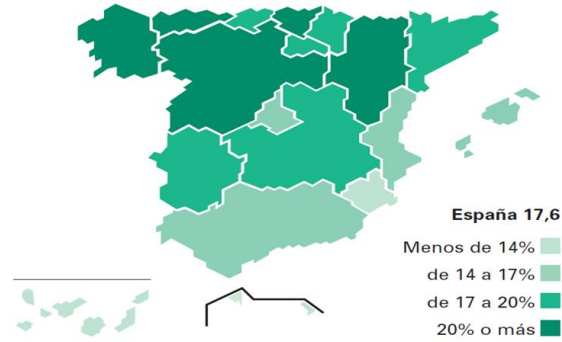 España 17,6
Menos de 14%
de 14 a 17%
de 17 a 20%
20% o más